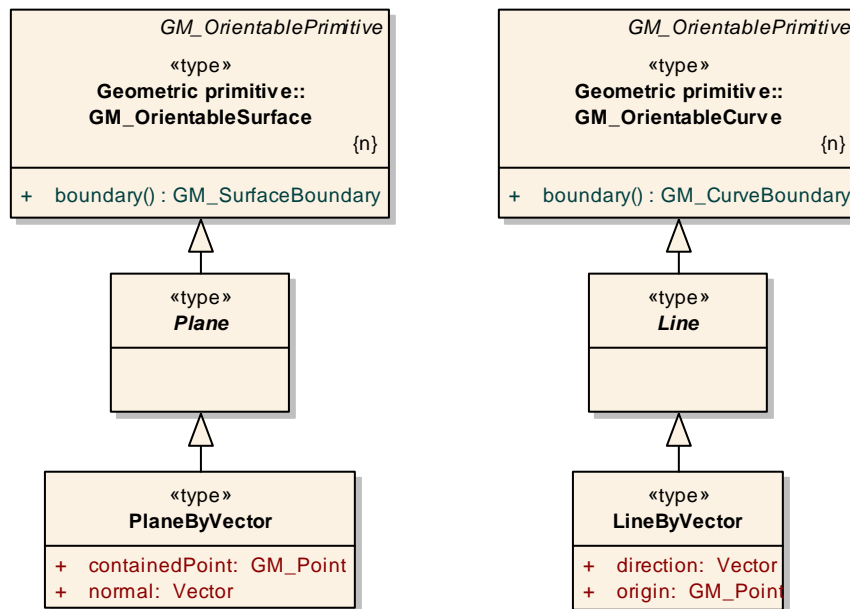 GM_OrientablePrimitive
«type»
Geometric primitive::
GM_OrientableSurface
{n}
+ boundary() : GM_SurfaceBoundary
«type»
Plane
«type»
PlaneByVector
+ containedPoint: GM_Point
+ normal: Vector
GM_OrientablePrimitive
«type»
Geometric primitive::
GM_OrientableCurve
{n}
+ boundary() : GM_CurveBoundary
«type»
Line
«type»
LineByVector
+ direction: Vector
+ origin: GM_Point